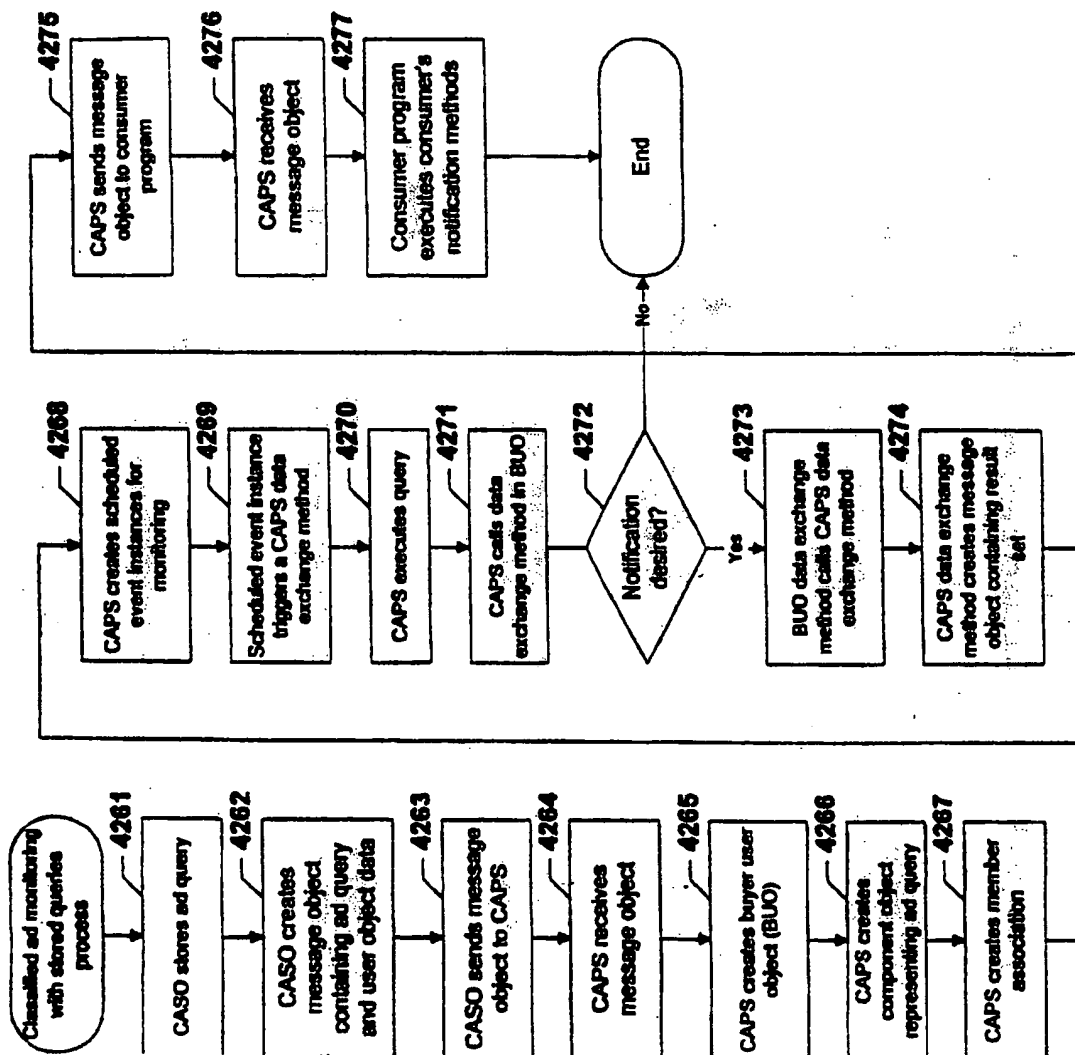 Classified ad monitoring
with stored queries
process
4261
CASO stores ad query
4262
CASO creates
message object
containing ad query
and user object data
4263
CASO sends message
object to CAPS
4264
CAPS receives
message object
4265
CAPS creates buyer user
object (BUO)
4266
CAPS creates
component object
representing ad query
4267
CAPS creates member
association
4268
CAPS creates scheduled
event instances for
monitoring
4269
Scheduled event instance
triggers a CAPS data
exchange method
4270
CAPS executes query
4271
CAPS calls data
exchange method in BUO
4272
Notification
desired?
No
Yes
4273
BUO data exchange
method calls CAPS data
exchange method
4274
CAPS data exchange
method creates message
object containing result
set
4275
CAPS sends message
object to consumer
program
4276
CAPS receives
message object
4277
Consumer program
executes consumer's
notification methods
End